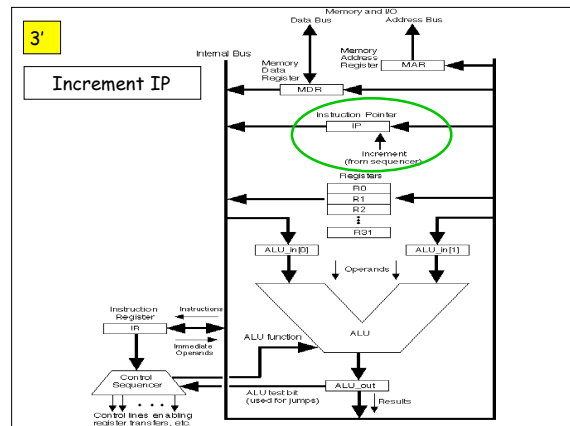 3'
Increment IP
Memory and I/O
Data Bus
Address Bus
Internal Bus
Memory
Data
Register
Memory
Address
Register
MAR
MDR
Instruction Pointer
IP
Increment
(from sequencer)
Registers
R0
R1
R2
R31
ALU_in[0]
ALU_in[1]
Operands
Instruction
Register
Instructions
IR
Immediate
Operands
ALU function
ALU
Control
Sequencer
ALU test bit
(used for jumps)
ALU_out
Results
Control lines enabling
register transfers, etc.